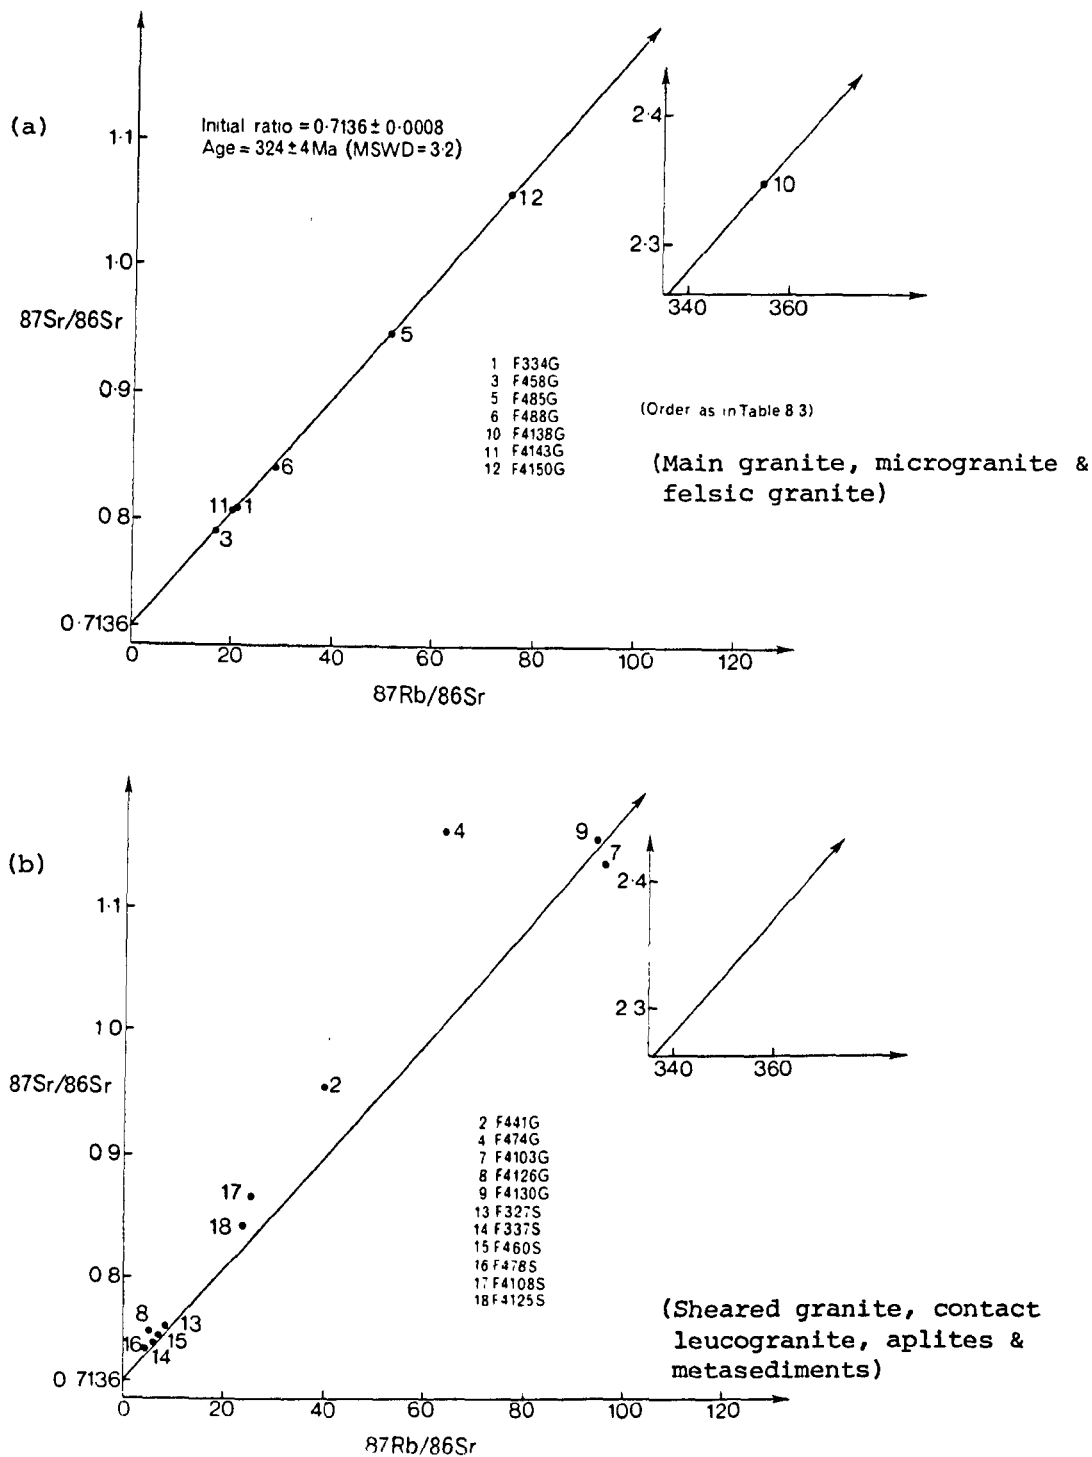 (a)
Initial ratio = 0·7136 ± 0·0008
Age = 324 ± 4 Ma (MSWD = 3·2)
1·1
1·0
87Sr/86Sr
0·9
0 8
0·7136
0 20 40 60 80 100 120
87Rb/86Sr
12
5
6
11 1
3
2·4
10
2·3
340 360
1 F334G
3 F458G
5 F485G
6 F488G
10 F4138G
11 F4143G
12 F4150G
(Order as in Table 8 3)
(Main granite, microgranite &
felsic granite)
(b)
1·1
1 0
87Sr/86Sr
0 9
0 8
0 7136
0 20 40 60 80 100 120
87Rb/86Sr
4
9
7
2
17
18
8
13
16
15
14
2·4
2 3
340 360
2 F441G
4 F474G
7 F4103G
8 F4126G
9 F4130G
13 F327S
14 F337S
15 F460S
16 F478S
17 F4108S
18 F4125S
(Sheared granite, contact
leucogranite, aplites &
metasediments)